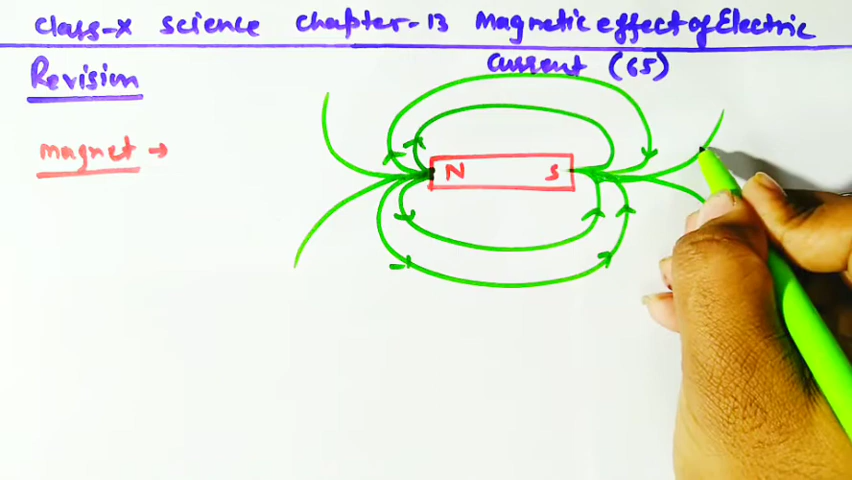 class-X science chapter-13 Magnetic effect of Electric
current (65)
Revision
magnet →
N S